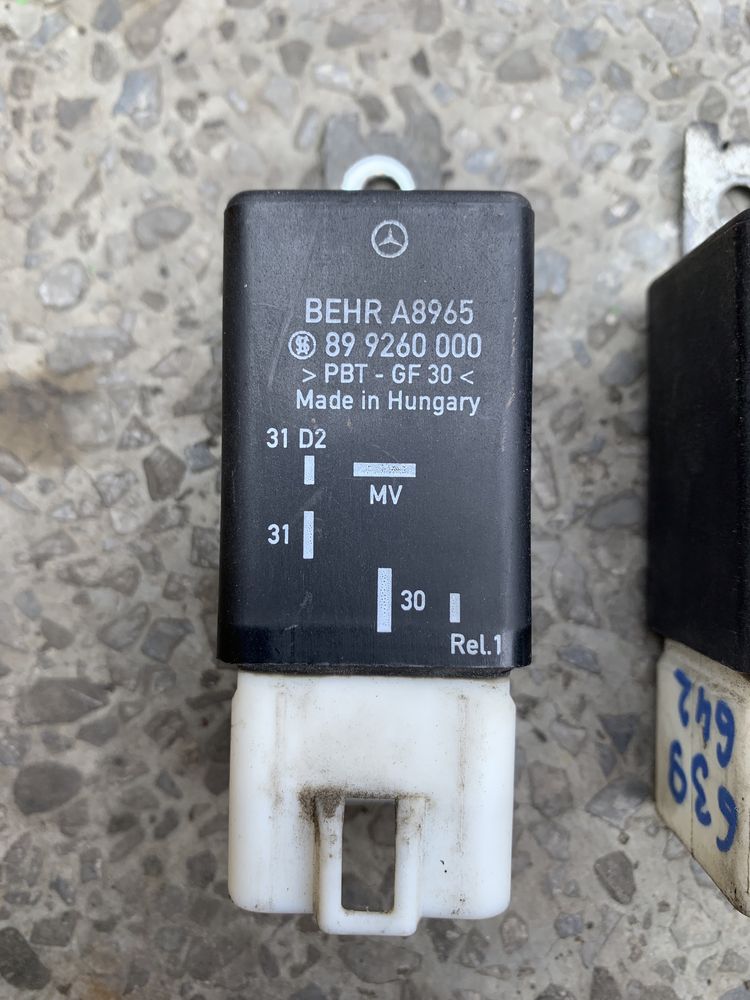 BEHR A8965
89 9260 000
> PBT - GF 30 <
Made in Hungary
31 D2
MV
31
30
Rel.1
639
642